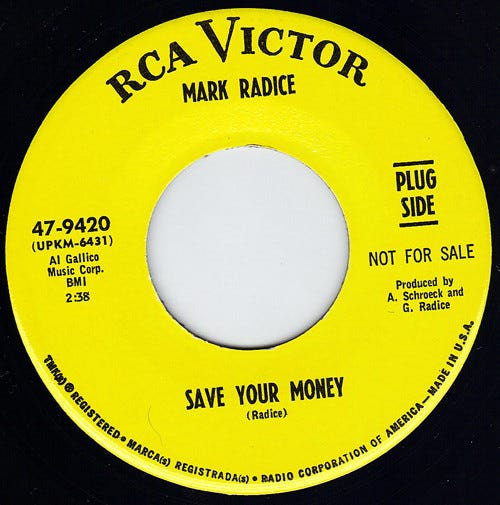 RCA VICTOR
MARK RADICE
47-9420
(UPKM-6431)
Al Gallico
Music Corp.
BMI
2:38
PLUG
SIDE
NOT FOR SALE
Produced by
A. Schroeck and
G. Radice
SAVE YOUR MONEY
(Radice)
TMK(s) ® REGISTERED • MARCA(s) REGISTRADA(s) • RADIO CORPORATION OF AMERICA—MADE IN U.S.A.